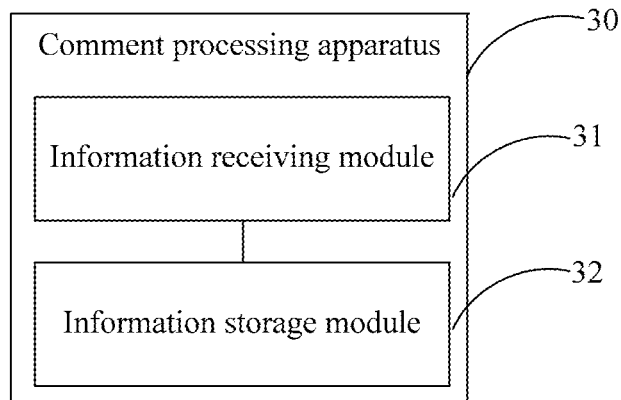 Comment processing apparatus
30
Information receiving module
31
Information storage module
32